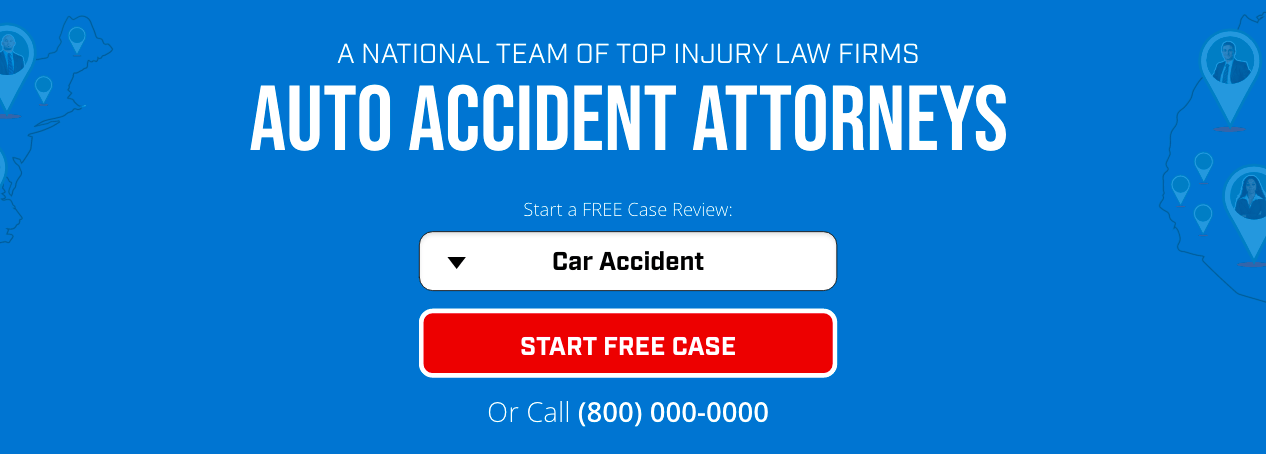 A NATIONAL TEAM OF TOP INJURY LAW FIRMS
AUTO ACCIDENT ATTORNEYS
Start a FREE Case Review:
Car Accident
START FREE CASE
Or Call (800) 000-0000